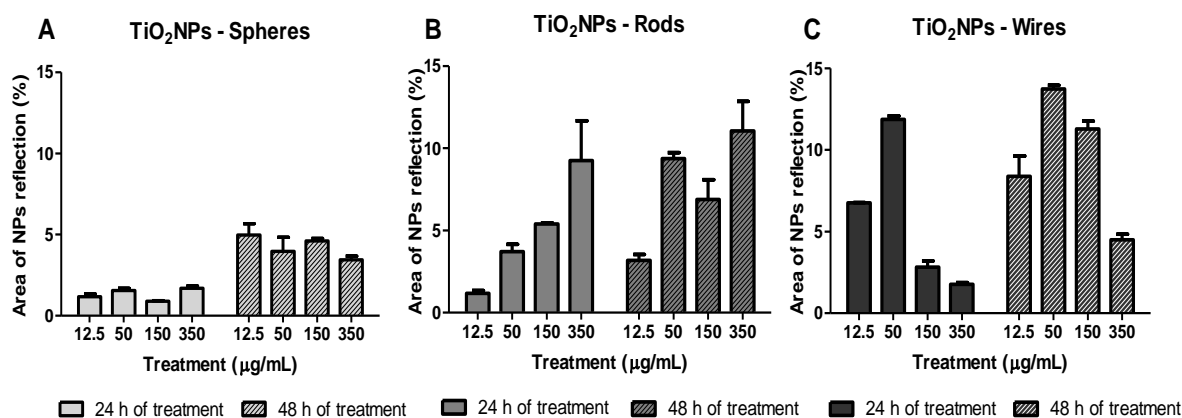 A
TiO2NPs - Spheres
Area of NPs reflection (%)
15
10
5
0
12.5 50 150 350 12.5 50 150 350
Treatment (μg/mL)
24 h of treatment 48 h of treatment
B
TiO2NPs - Rods
Area of NPs reflection (%)
15
10
5
0
12.5 50 150 350 12.5 50 150 350
Treatment (μg/mL)
24 h of treatment 48 h of treatment
C
TiO2NPs - Wires
Area of NPs reflection (%)
15
10
5
0
12.5 50 150 350 12.5 50 150 350
Treatment (μg/mL)
24 h of treatment 48 h of treatment